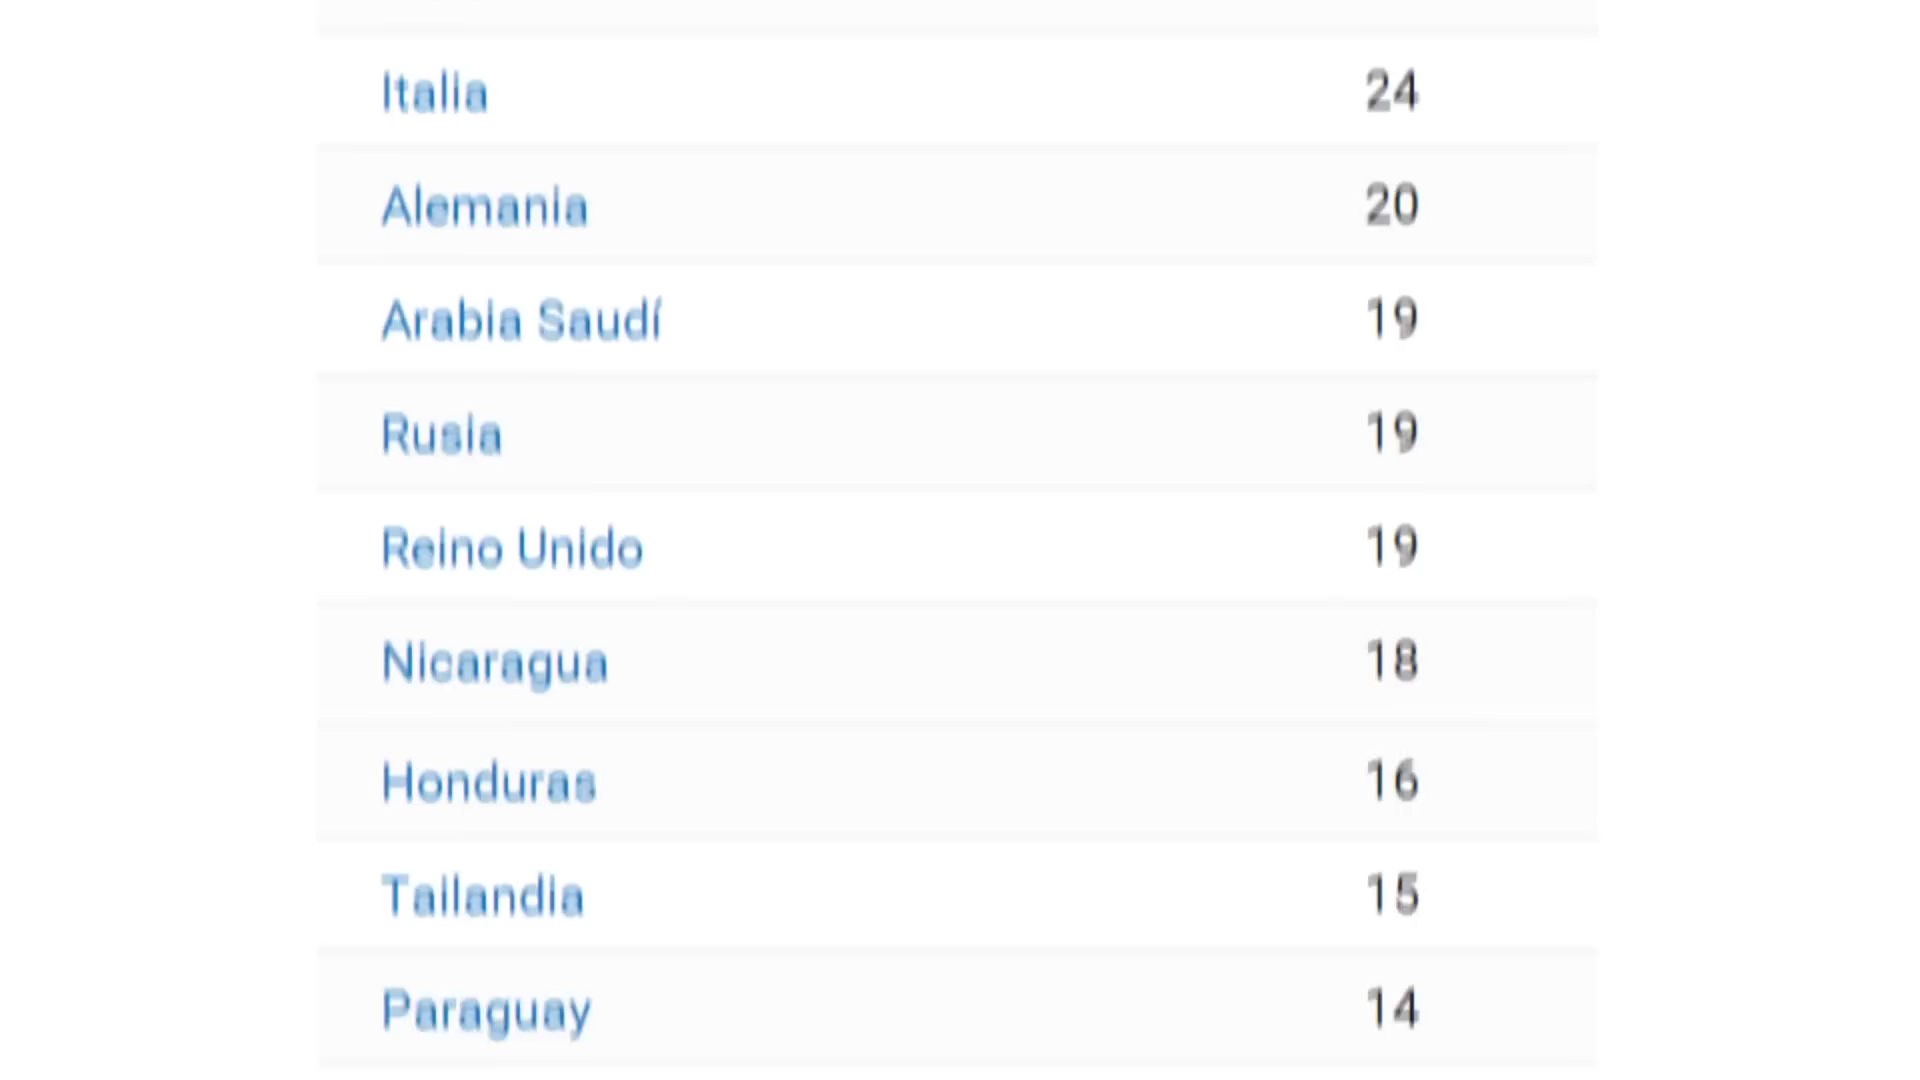 Italia 24
Alemania 20
Arabia Saudí 19
Rusia 19
Reino Unido 19
Nicaragua 18
Honduras 16
Tailandia 15
Paraguay 14